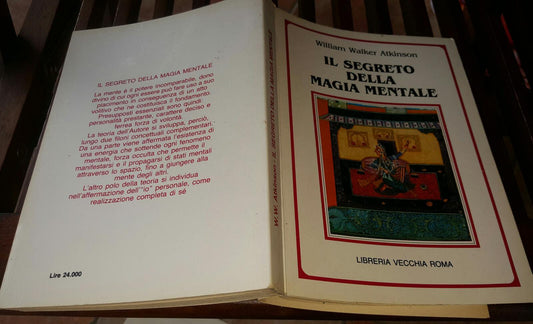 IL SEGRETO DELLA MAGIA MENTALE
La mente è il potere incomparabile, dono
divino di cui ogni essere può fare uso a suo
piacimento in conseguenza di un atto
volitivo che ne costituisca il fondamento.
Presupposti essenziali sono quindi:
personalità prestante, carattere deciso e
ferrea forza di volontà.
La teoria dell'Autore si sviluppa, perciò,
lungo due filoni concettuali complementari.
Da una parte viene affermata l'esistenza di
una energia che sottende ogni fenomeno
mentale, forza occulta che permette il
manifestarsi e il propagarsi di stati mentali
attraverso lo spazio, fino a giungere alla
mente degli altri.
L'altro polo della teoria si individua
nell'affermazione dell'"io" personale, come
realizzazione completa di sé
Lire 24.000
W.W. Atkinson - IL SEGRETO DELLA MAGIA MENTALE
William Walker Atkinson
IL SEGRETO
DELLA
MAGIA MENTALE
LIBRERIA VECCHIA ROMA